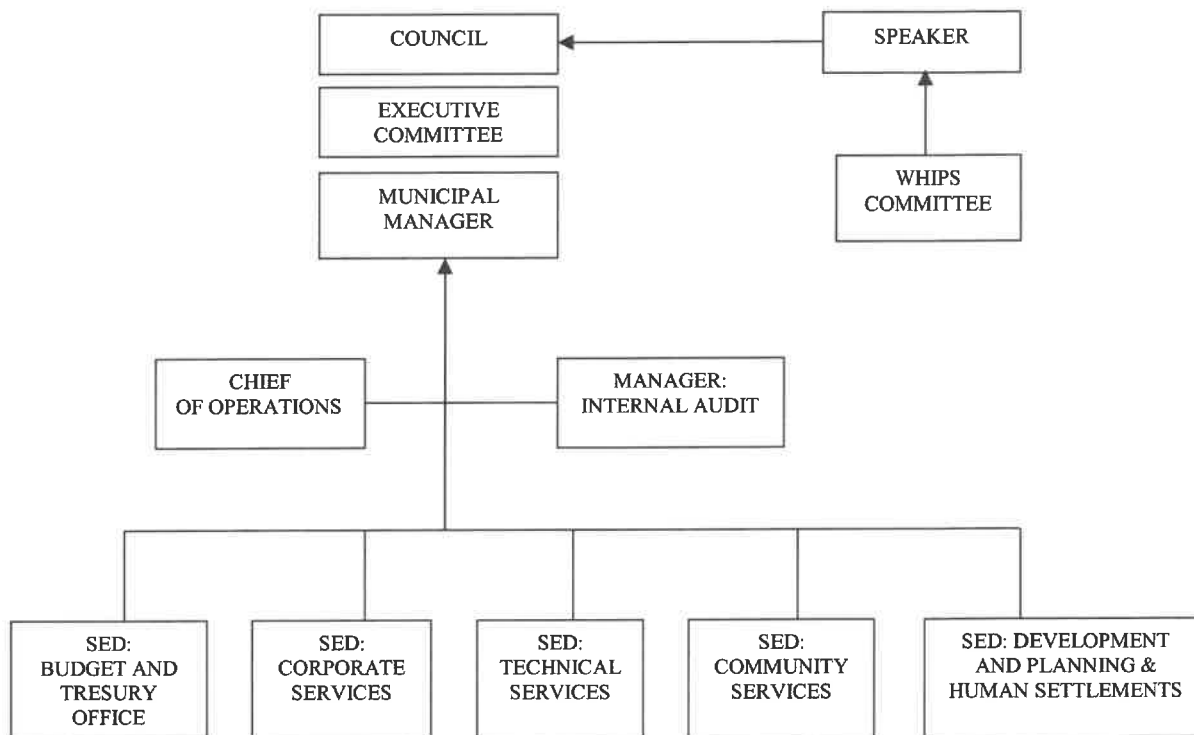 COUNCIL
SPEAKER
EXECUTIVE
COMMITTEE
WHIPS
COMMITTEE
MUNICIPAL
MANAGER
CHIEF
OF OPERATIONS
MANAGER:
INTERNAL AUDIT
SED:
BUDGET AND
TRESURY
OFFICE
SED:
CORPORATE
SERVICES
SED:
TECHNICAL
SERVICES
SED:
COMMUNITY
SERVICES
SED: DEVELOPMENT
AND PLANNING &
HUMAN SETTLEMENTS